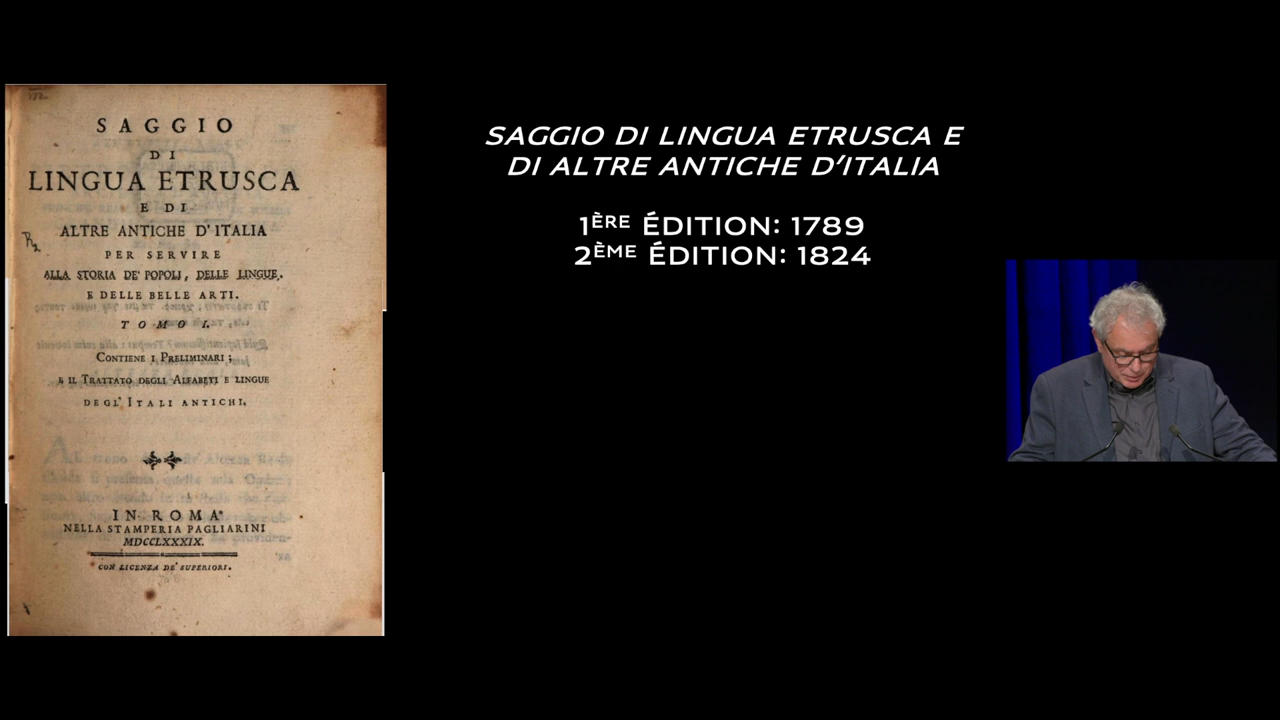 SAGGIO
DI
LINGUA ETRUSCA
E DI
ALTRE ANTICHE D'ITALIA
PER SERVIRE
ALLA STORIA DE' POPOLI, DELLE LINGUE,
E DELLE BELLE ARTI.
TOMO I.
CONTIENE I PRELIMINARI;
E IL TRATTATO DEGLI ALFABETI E LINGUE
DEGL' ITALI ANTICHI.
IN ROMA
NELLA STAMPERIA PAGLIARINI
MDCCLXXXIX.
CON LICENZA DE' SUPERIORI.
SAGGIO DI LINGUA ETRUSCA E
DI ALTRE ANTICHE D'ITALIA
1ÈRE ÉDITION: 1789
2ÈME ÉDITION: 1824